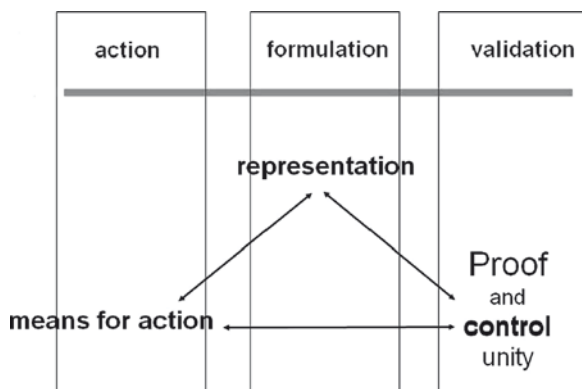 action formulation validation
representation
Proof
and
means for action control
unity